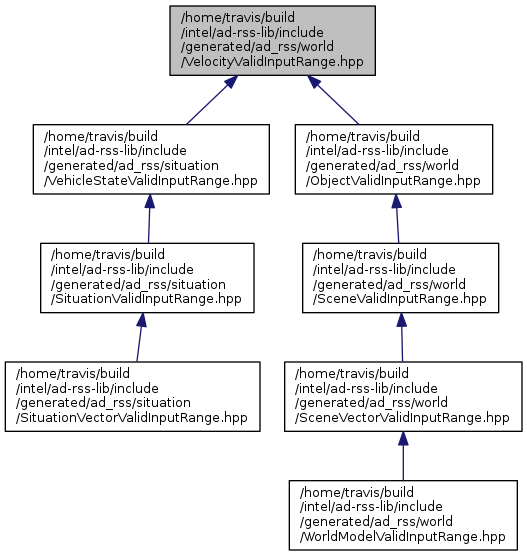 /home/travis/build
/intel/ad-rss-lib/include
/generated/ad_rss/world
/VelocityValidInputRange.hpp
/home/travis/build
/intel/ad-rss-lib/include
/generated/ad_rss/situation
/VehicleStateValidInputRange.hpp
/home/travis/build
/intel/ad-rss-lib/include
/generated/ad_rss/world
/ObjectValidInputRange.hpp
/home/travis/build
/intel/ad-rss-lib/include
/generated/ad_rss/situation
/SituationValidInputRange.hpp
/home/travis/build
/intel/ad-rss-lib/include
/generated/ad_rss/world
/SceneValidInputRange.hpp
/home/travis/build
/intel/ad-rss-lib/include
/generated/ad_rss/situation
/SituationVectorValidInputRange.hpp
/home/travis/build
/intel/ad-rss-lib/include
/generated/ad_rss/world
/SceneVectorValidInputRange.hpp
/home/travis/build
/intel/ad-rss-lib/include
/generated/ad_rss/world
/WorldModelValidInputRange.hpp